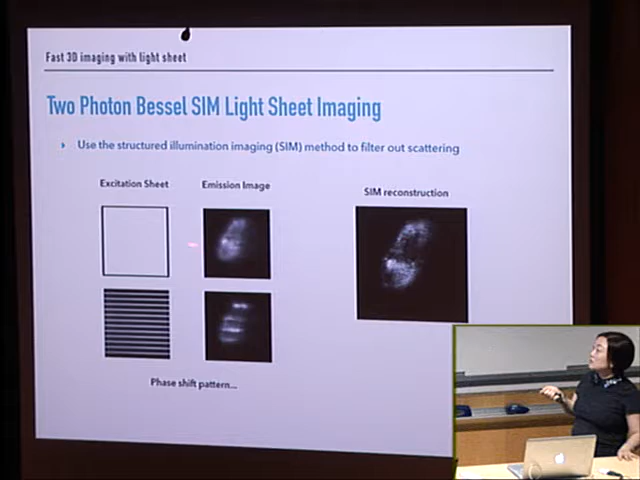 Fast 3D imaging with light sheet
Two Photon Bessel SIM Light Sheet Imaging
Use the structured illumination imaging (SIM) method to filter out scattering
Excitation Sheet
Emission Image
SIM reconstruction
Phase shift pattern...